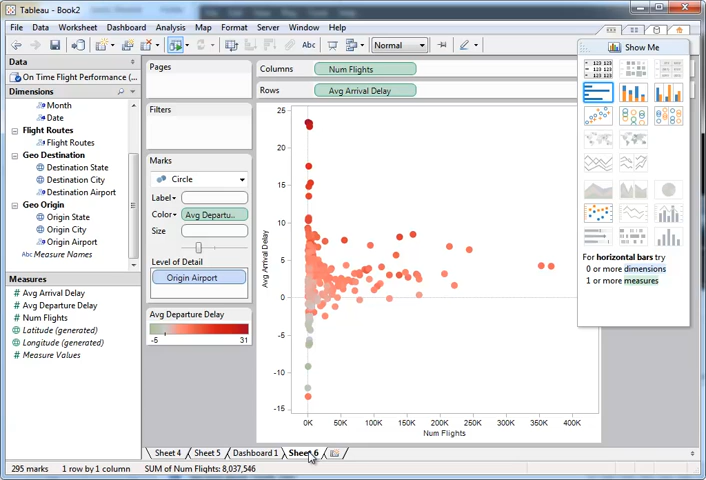 Tableau - Book2
File Data Worksheet Dashboard Analysis Map Format Server Window Help
Abc Normal
Data
On Time Flight Performance (...
Dimensions
Month
Date
Flight Routes
Flight Routes
Geo Destination
Destination State
Destination City
Destination Airport
Geo Origin
Origin State
Origin City
Origin Airport
Abc Measure Names
Measures
# Avg Arrival Delay
# Avg Departure Delay
# Num Flights
Latitude (generated)
Longitude (generated)
# Measure Values
Pages
Filters
Marks
Circle
Label
Color Avg Departu..
Size
Level of Detail
Origin Airport
Avg Departure Delay
-5 31
Columns Num Flights
Rows Avg Arrival Delay
25
20
15
10
5
0
-5
-10
-15
Avg Arrival Delay
0K 50K 100K 150K 200K 250K 300K 350K 400K
Num Flights
Show Me
For horizontal bars try
0 or more dimensions
1 or more measures
Sheet 4 Sheet 5 Dashboard 1 Sheet 6
295 marks 1 row by 1 column SUM of Num Flights: 8,037,546